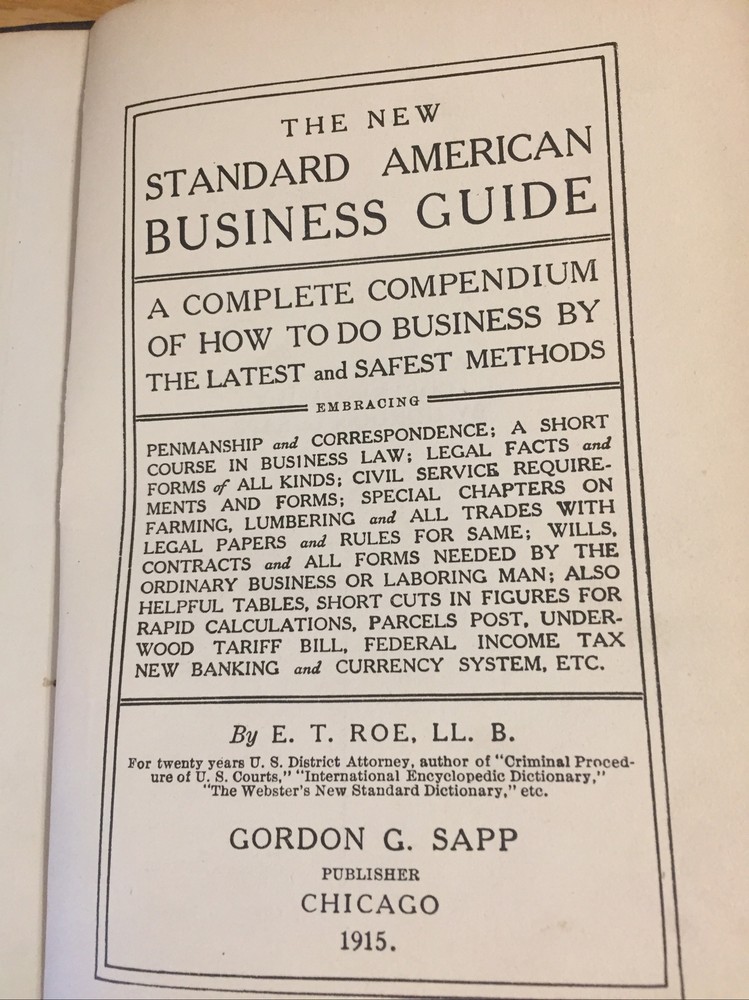 THE NEW
STANDARD AMERICAN
BUSINESS GUIDE
A COMPLETE COMPENDIUM
OF HOW TO DO BUSINESS BY
THE LATEST and SAFEST METHODS
EMBRACING
PENMANSHIP and CORRESPONDENCE; A SHORT
COURSE IN BUSINESS LAW; LEGAL FACTS and
FORMS of ALL KINDS; CIVIL SERVICE REQUIRE-
MENTS AND FORMS; SPECIAL CHAPTERS ON
FARMING, LUMBERING and ALL TRADES WITH
LEGAL PAPERS and RULES FOR SAME; WILLS,
CONTRACTS and ALL FORMS NEEDED BY THE
ORDINARY BUSINESS OR LABORING MAN; ALSO
HELPFUL TABLES, SHORT CUTS IN FIGURES FOR
RAPID CALCULATIONS, PARCELS POST, UNDER-
WOOD TARIFF BILL, FEDERAL INCOME TAX
NEW BANKING and CURRENCY SYSTEM, ETC.
By E. T. ROE, LL. B.
For twenty years U. S. District Attorney, author of "Criminal Proced-
ure of U. S. Courts," "International Encyclopedic Dictionary,"
"The Webster's New Standard Dictionary," etc.
GORDON G. SAPP
PUBLISHER
CHICAGO
1915.